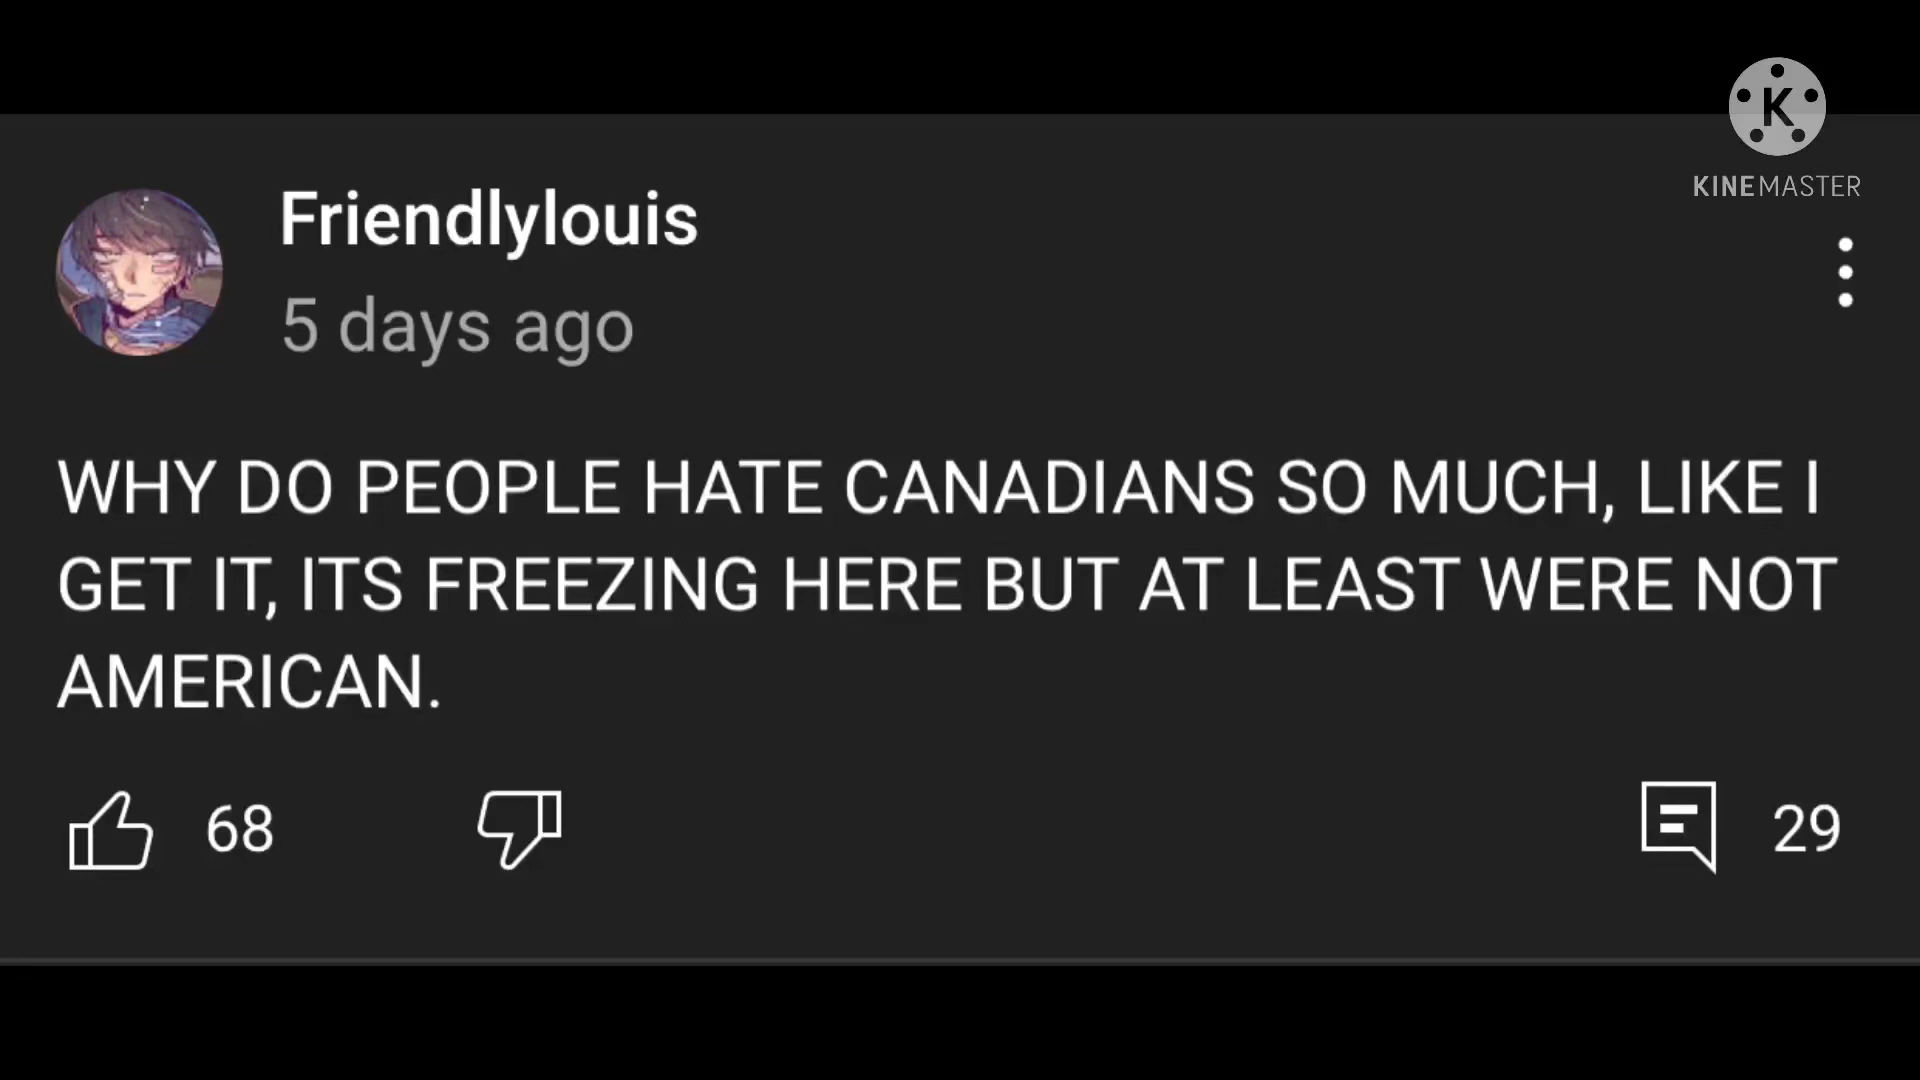 K
KINEMASTER
Friendlylouis
5 days ago
WHY DO PEOPLE HATE CANADIANS SO MUCH, LIKE I
GET IT, ITS FREEZING HERE BUT AT LEAST WERE NOT
AMERICAN.
68
29